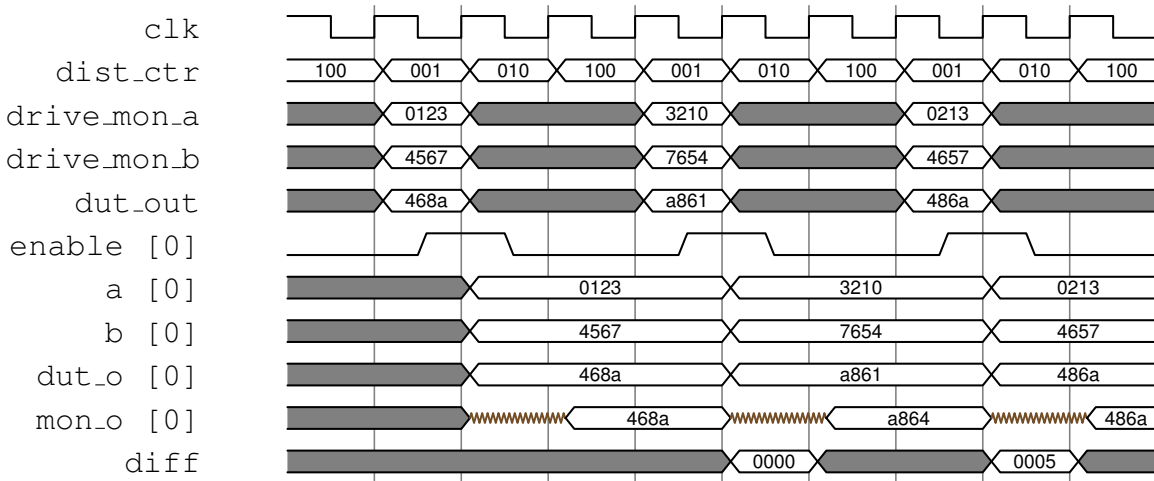 clk
dist_ctr 100 001 010 100 001 010 100 001 010 100
drive_mon_a 0123 3210 0213
drive_mon_b 4567 7654 4657
dut_out 468a a861 486a
enable [0]
a [0] 0123 3210 0213
b [0] 4567 7654 4657
dut_o [0] 468a a861 486a
mon_o [0] 468a a864 486a
diff 0000 0005